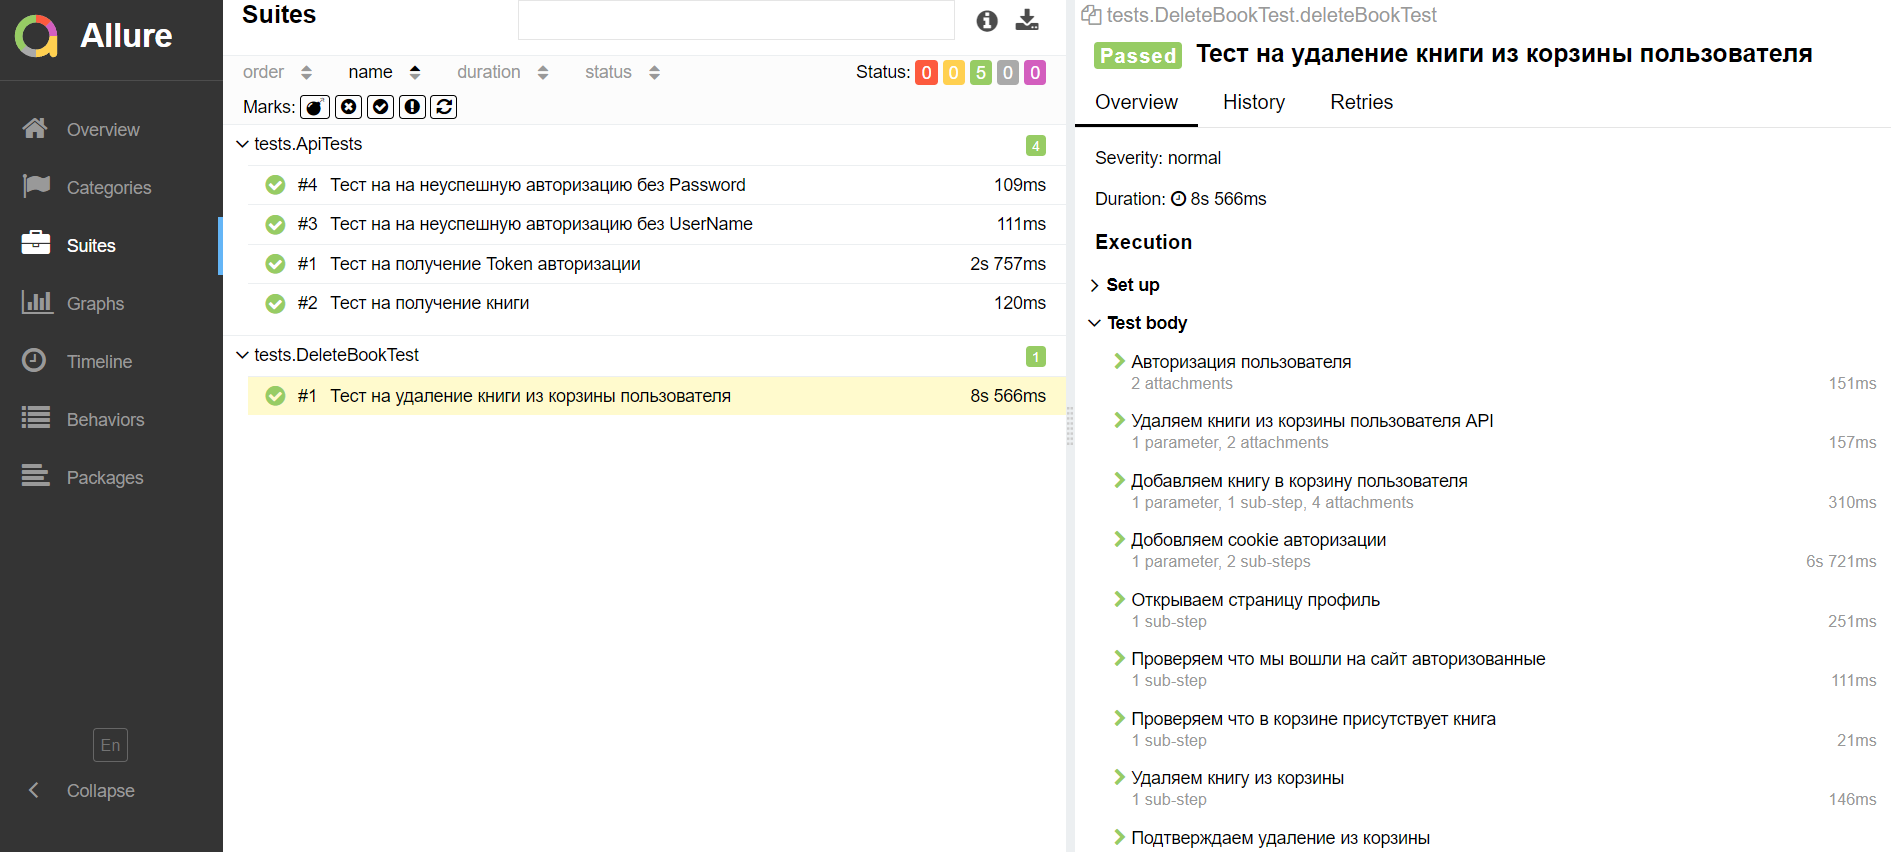 Allure
Overview
Categories
Suites
Graphs
Timeline
Behaviors
Packages
En
Collapse
Suites
order name duration status Status: 0 0 5 0 0
Marks:
tests.ApiTests 4
#4 Тест на на неуспешную авторизацию без Password 109ms
#3 Тест на на неуспешную авторизацию без UserName 111ms
#1 Тест на получение Token авторизации 2s 757ms
#2 Тест на получение книги 120ms
tests.DeleteBookTest 1
#1 Тест на удаление книги из корзины пользователя 8s 566ms
tests.DeleteBookTest.deleteBookTest
Passed Тест на удаление книги из корзины пользователя
Overview History Retries
Severity: normal
Duration: 8s 566ms
Execution
Set up
Test body
Авторизация пользователя
2 attachments 151ms
Удаляем книги из корзины пользователя API
1 parameter, 2 attachments 157ms
Добавляем книгу в корзину пользователя
1 parameter, 1 sub-step, 4 attachments 310ms
Добовляем cookie авторизации
1 parameter, 2 sub-steps 6s 721ms
Открываем страницу профиль
1 sub-step 251ms
Проверяем что мы вошли на сайт авторизованные
1 sub-step 111ms
Проверяем что в корзине присутствует книга
1 sub-step 21ms
Удаляем книгу из корзины
1 sub-step 146ms
Подтверждаем удаление из корзины